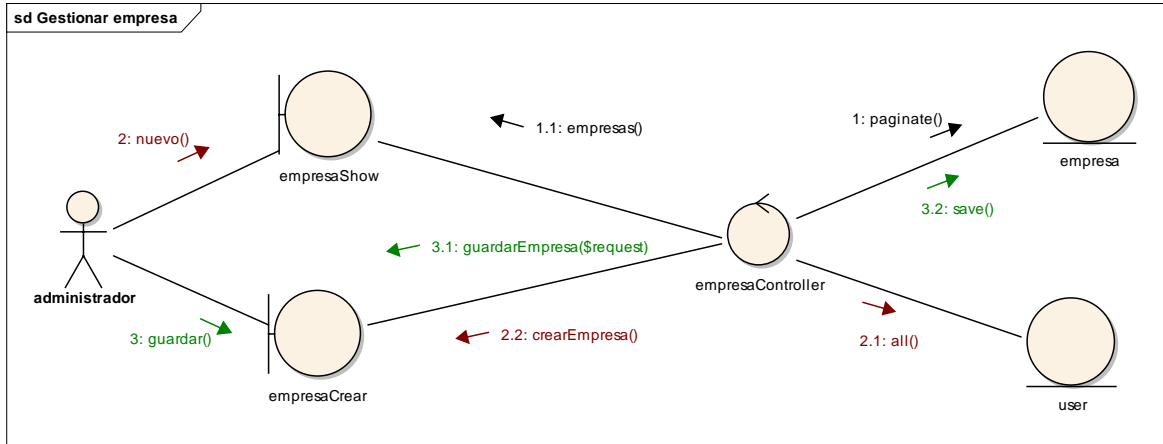 sd Gestionar empresa
2: nuevo()
1.1: empresas()
1: paginate()
empresaShow
empresa
3.2: save()
3.1: guardarEmpresa($request)
administrador
empresaController
3: guardar()
2.2: crearEmpresa()
2.1: all()
empresaCrear
user